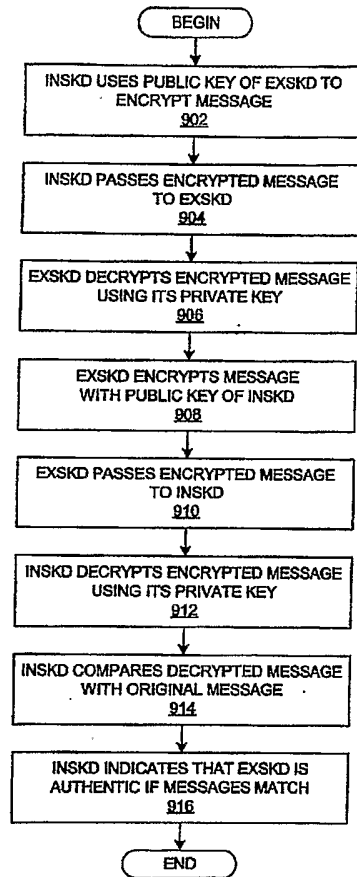 BEGIN
INSKD USES PUBLIC KEY OF EXSKD TO
ENCRYPT MESSAGE
902
INSKD PASSES ENCRYPTED MESSAGE
TO EXSKD
904
EXSKD DECRYPTS ENCRYPTED MESSAGE
USING ITS PRIVATE KEY
906
EXSKD ENCRYPTS MESSAGE
WITH PUBLIC KEY OF INSKD
908
EXSKD PASSES ENCRYPTED MESSAGE
TO INSKD
910
INSKD DECRYPTS ENCRYPTED MESSAGE
USING ITS PRIVATE KEY
912
INSKD COMPARES DECRYPTED MESSAGE
WITH ORIGINAL MESSAGE
914
INSKD INDICATES THAT EXSKD IS
AUTHENTIC IF MESSAGES MATCH
916
END